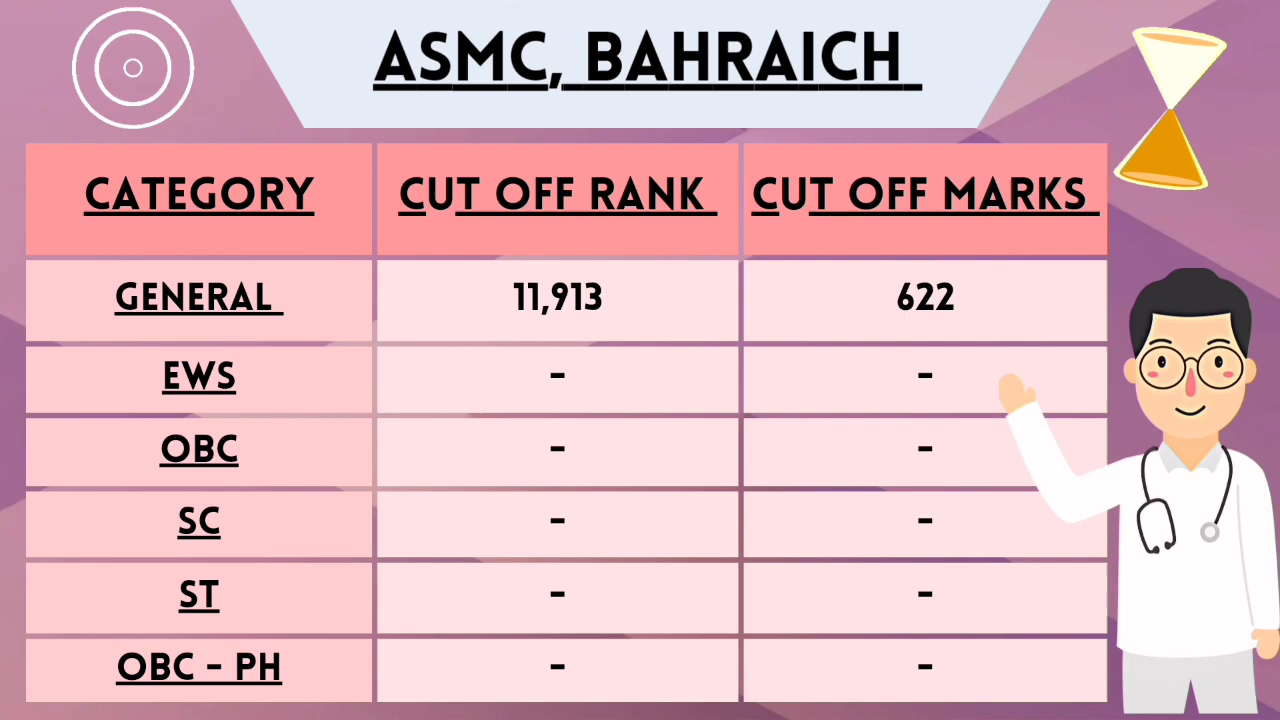 ASMC, BAHRAICH
CATEGORY CUT OFF RANK CUT OFF MARKS
GENERAL 11,913 622
EWS - -
OBC - -
SC - -
ST - -
OBC - PH - -